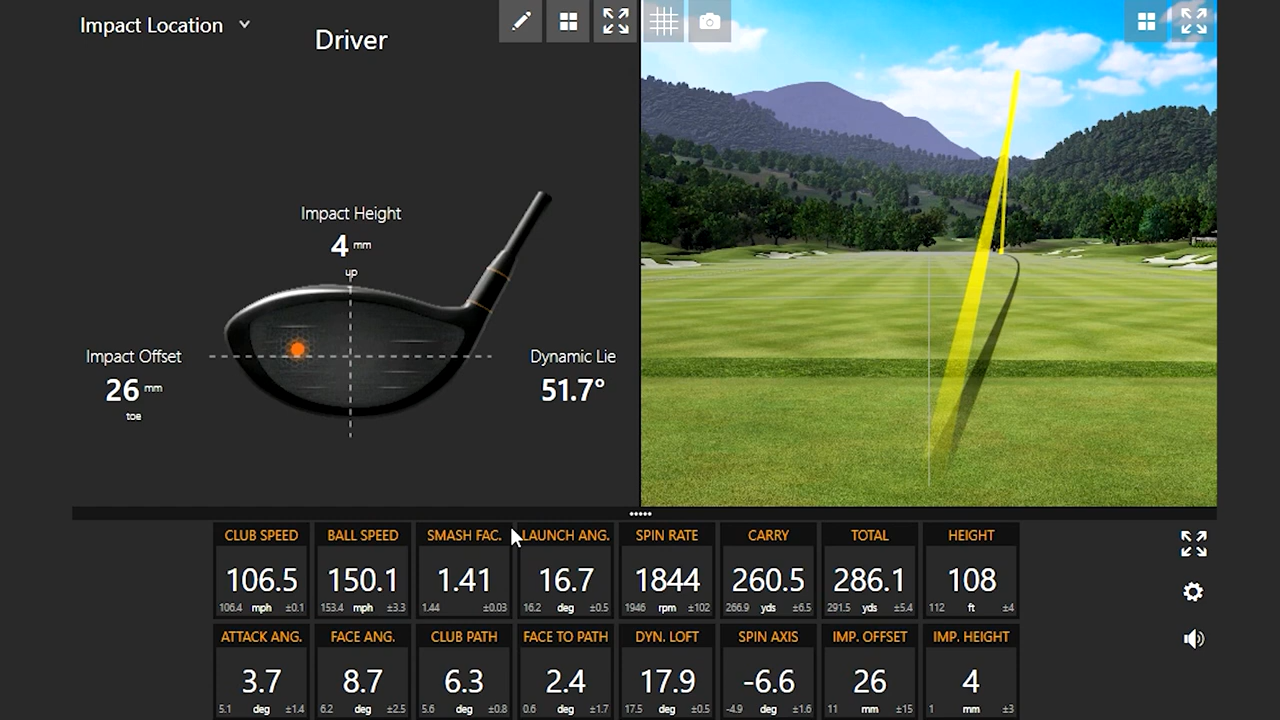 Impact Location
Driver
Impact Height
4 mm
up
Impact Offset
26 mm
toe
Dynamic Lie
51.7°
CLUB SPEED BALL SPEED SMASH FAC. LAUNCH ANG. SPIN RATE CARRY TOTAL HEIGHT
106.5 150.1 1.41 16.7 1844 260.5 286.1 108
106.4 mph ±0.1 153.4 mph ±3.3 1.44 ±0.03 16.2 deg ±0.5 1946 rpm ±102 266.9 yds ±6.5 291.5 yds ±5.4 112 ft ±4
ATTACK ANG. FACE ANG. CLUB PATH FACE TO PATH DYN. LOFT SPIN AXIS IMP. OFFSET IMP. HEIGHT
3.7 8.7 6.3 2.4 17.9 -6.6 26 4
5.1 deg ±1.4 6.2 deg ±2.5 5.6 deg ±0.8 0.6 deg ±1.7 17.5 deg ±0.5 -4.9 deg ±1.6 11 mm ±15 1 mm ±3